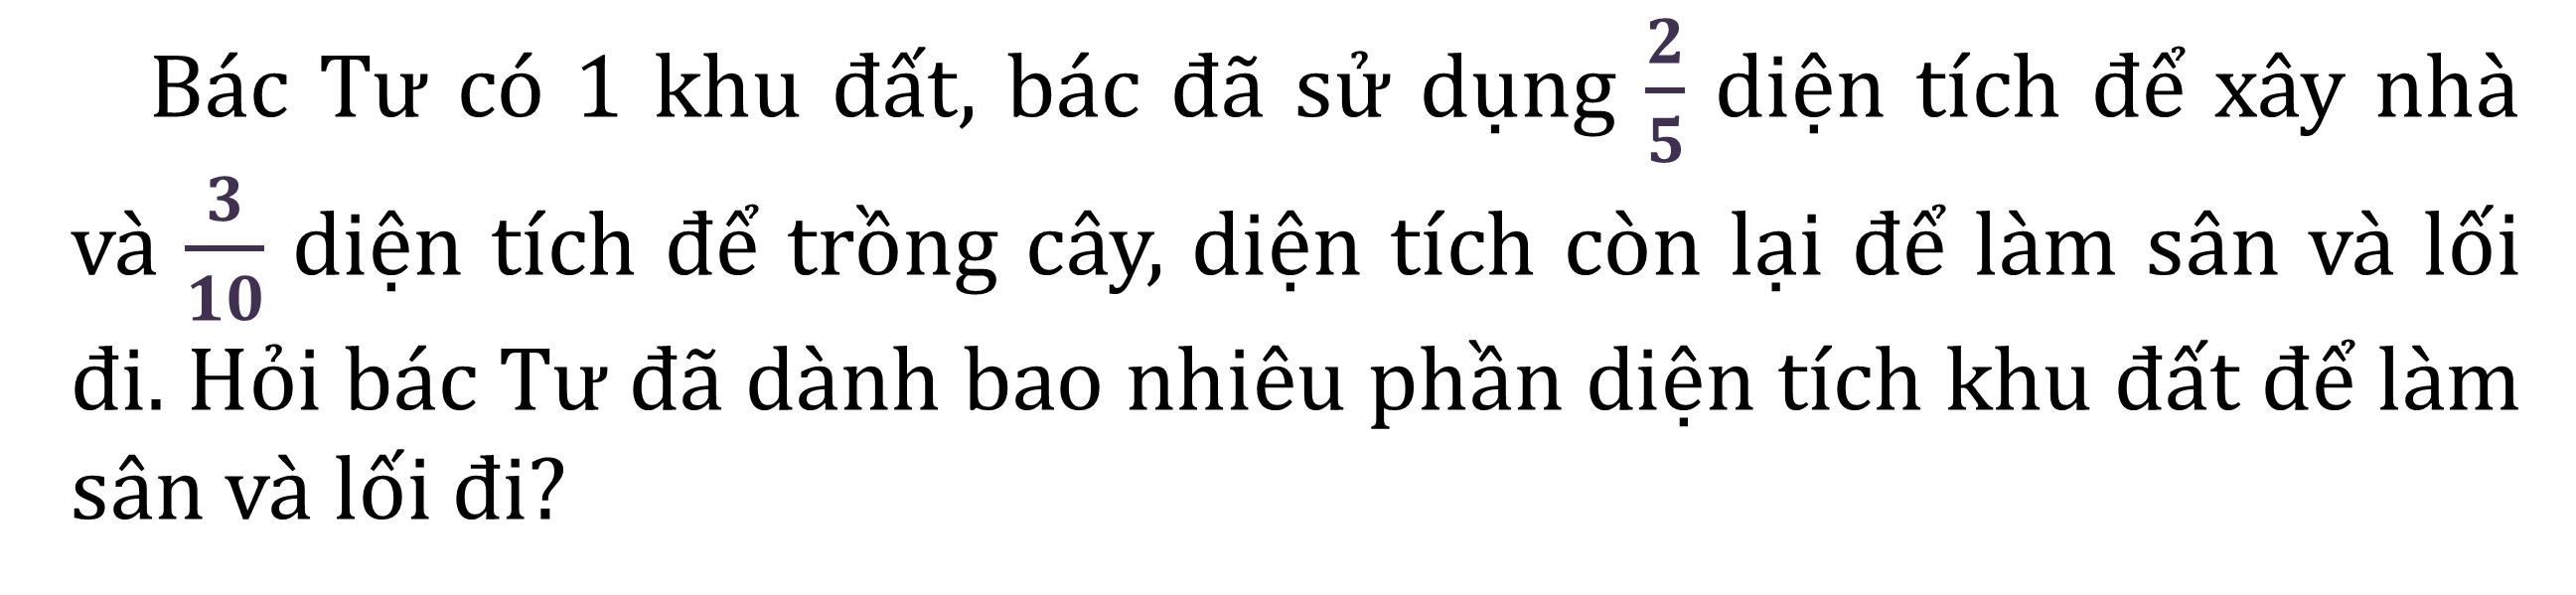 Bác Tư có 1 khu đất, bác đã sử dụng 2/5 diện tích để xây nhà
và 3/10 diện tích để trồng cây, diện tích còn lại để làm sân và lối
đi. Hỏi bác Tư đã dành bao nhiêu phần diện tích khu đất để làm
sân và lối đi?